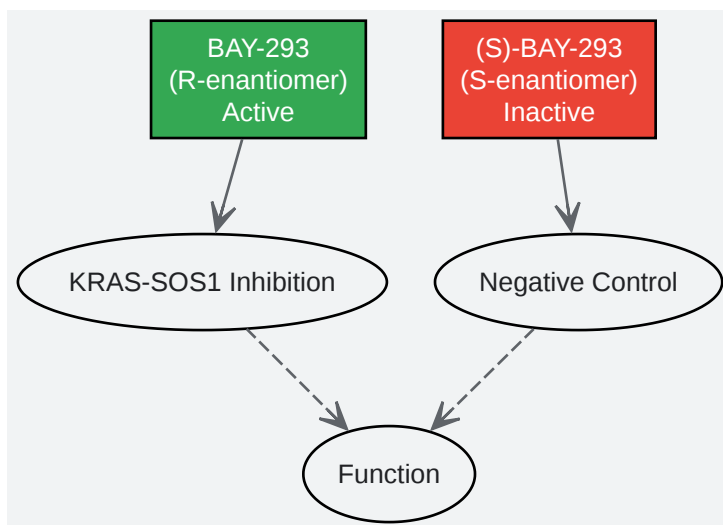 BAY-293
(R-enantiomer)
Active
(S)-BAY-293
(S-enantiomer)
Inactive
KRAS-SOS1 Inhibition
Negative Control
Function